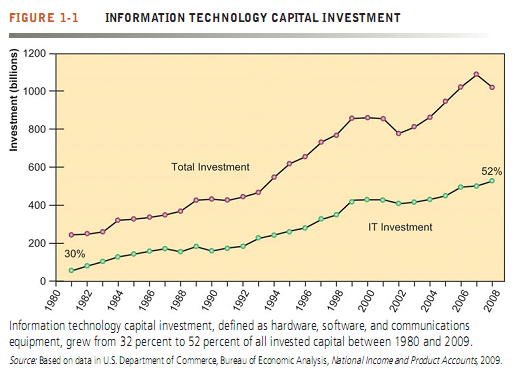 FIGURE 1-1 INFORMATION TECHNOLOGY CAPITAL INVESTMENT
Investment (billions)
1200
1000
800
600
400
200
0
Total Investment
52%
IT Investment
30%
1980 1982 1984 1986 1988 1990 1992 1994 1996 1998 2000 2002 2004 2006 2008
Information technology capital investment, defined as hardware, software, and communications
equipment, grew from 32 percent to 52 percent of all invested capital between 1980 and 2009.
Source: Based on data in U.S. Department of Commerce, Bureau of Economic Analysis, National Income and Product Accounts, 2009.